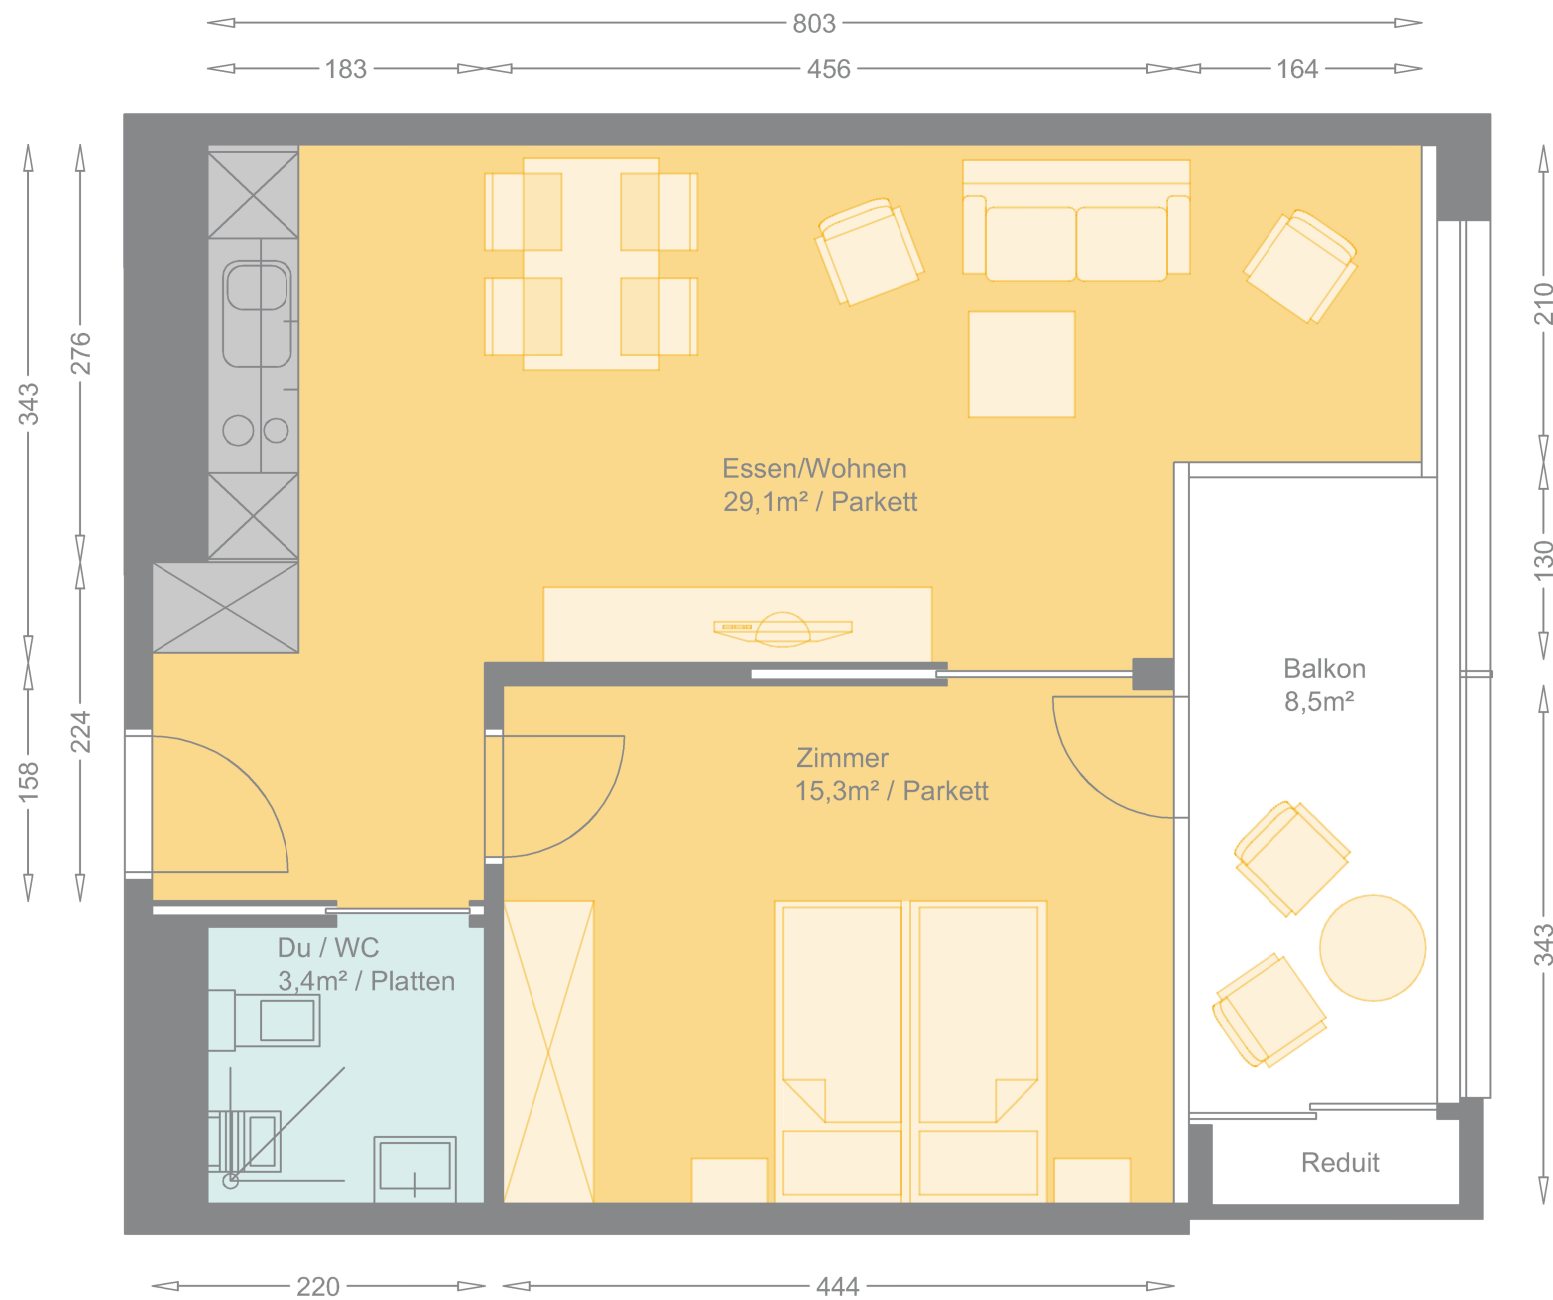 803
183
456
164
343
276
224
158
210
130
343
Essen/Wohnen
29,1m² / Parkett
Balkon
8,5m²
Zimmer
15,3m² / Parkett
Du / WC
3,4m² / Platten
Reduit
220
444